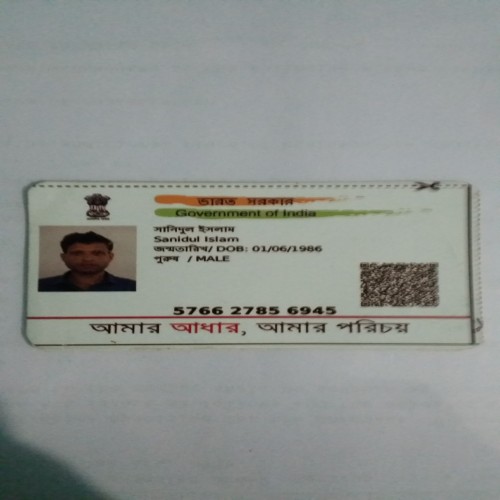 ভারত সরকার
Government of India
সানিদুল ইসলাম
Sanidul Islam
জন্মতারিখ/ DOB: 01/06/1986
পুরুষ / MALE
5766 2785 6945
আমার আধার, আমার পরিচয়